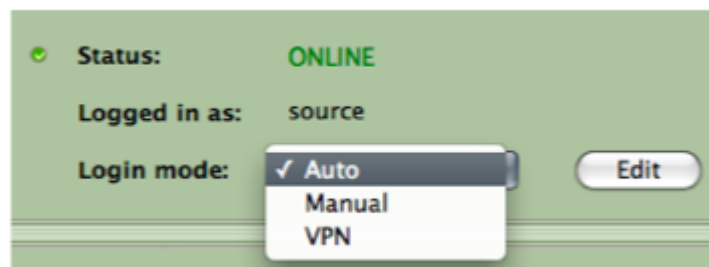 Status: ONLINE
Logged in as: source
Login mode: ✓ Auto Edit
Manual
VPN